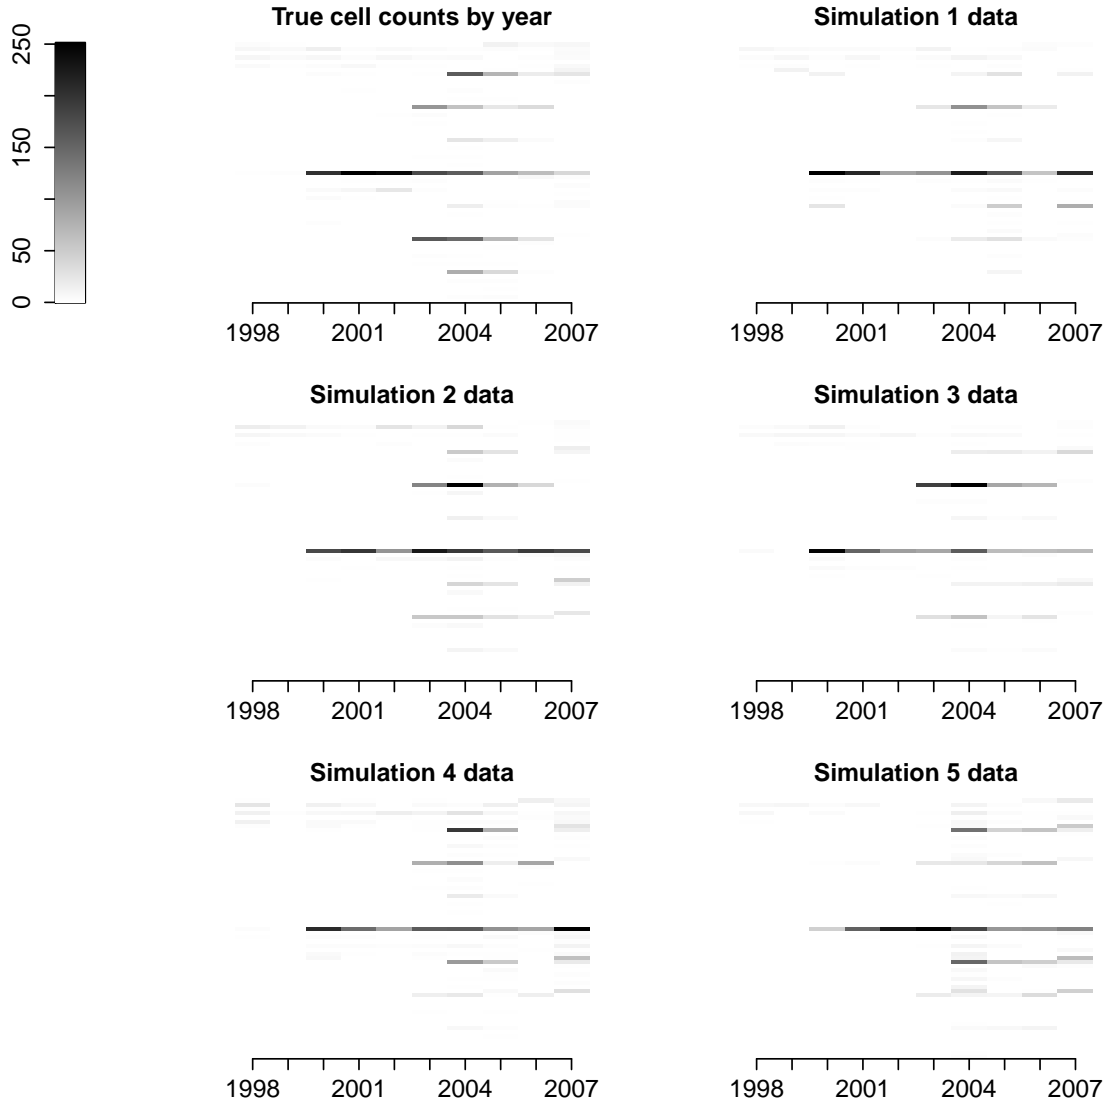 True cell counts by year
Simulation 1 data
250
150
50
0
1998 2001 2004 2007
1998 2001 2004 2007
Simulation 2 data
Simulation 3 data
1998 2001 2004 2007
1998 2001 2004 2007
Simulation 4 data
Simulation 5 data
1998 2001 2004 2007
1998 2001 2004 2007